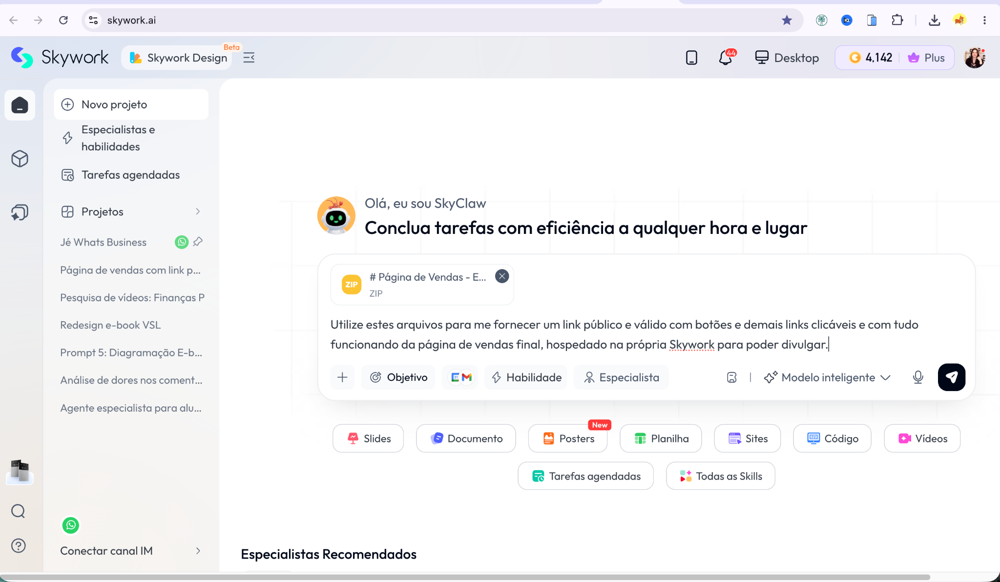 skywork.ai
Skywork
Skywork Design
Beta
44
Desktop
4,142
Plus
Novo projeto
Especialistas e
habilidades
Tarefas agendadas
Projetos
Jé Whats Business
Página de vendas com link p...
Pesquisa de vídeos: Finanças P
Redesign e-book VSL
Prompt 5: Diagramação E-b...
Análise de dores nos coment...
Agente especialista para alu...
Conectar canal IM
Olá, eu sou SkyClaw
Conclua tarefas com eficiência a qualquer hora e lugar
ZIP
# Página de Vendas - E...
ZIP
Utilize estes arquivos para me fornecer um link público e válido com botões e demais links clicáveis e com tudo
funcionando da página de vendas final, hospedado na própria Skywork para poder divulgar.
Objetivo
31
Habilidade
Especialista
Modelo inteligente
Slides
Documento
Posters
New
Planilha
Sites
Código
Vídeos
Tarefas agendadas
Todas as Skills
Especialistas Recomendados